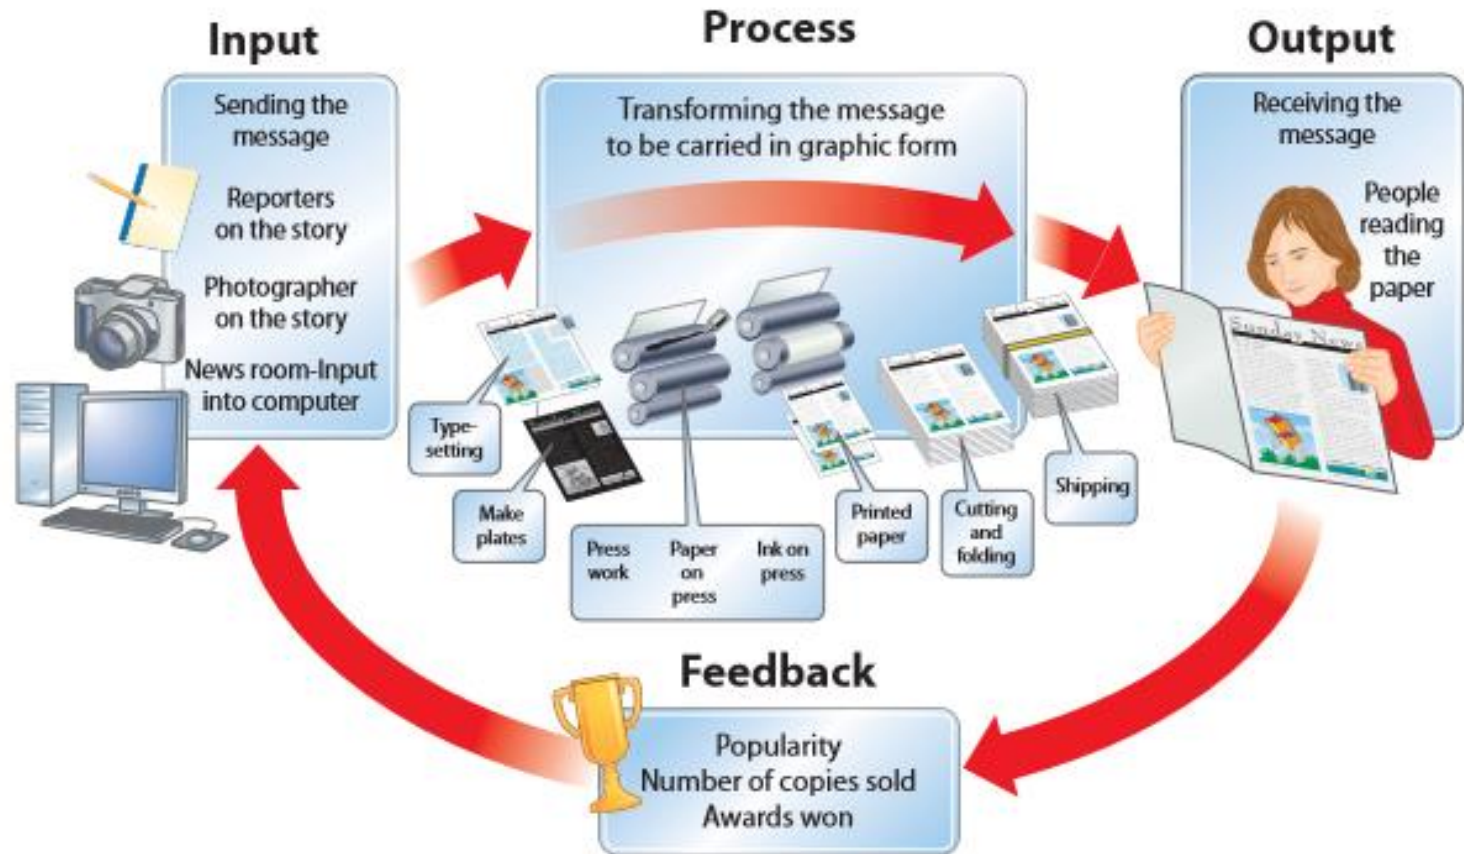 Input
Sending the
message
Reporters
on the story
Photographer
on the story
News room-Input
into computer
Process
Transforming the message
to be carried in graphic form
Type-
setting
Make
plates
Press
work
Paper
on
press
Ink on
press
Printed
paper
Cutting
and
folding
Shipping
Output
Receiving the
message
People
reading
the
paper
Sunday News
Feedback
Popularity
Number of copies sold
Awards won